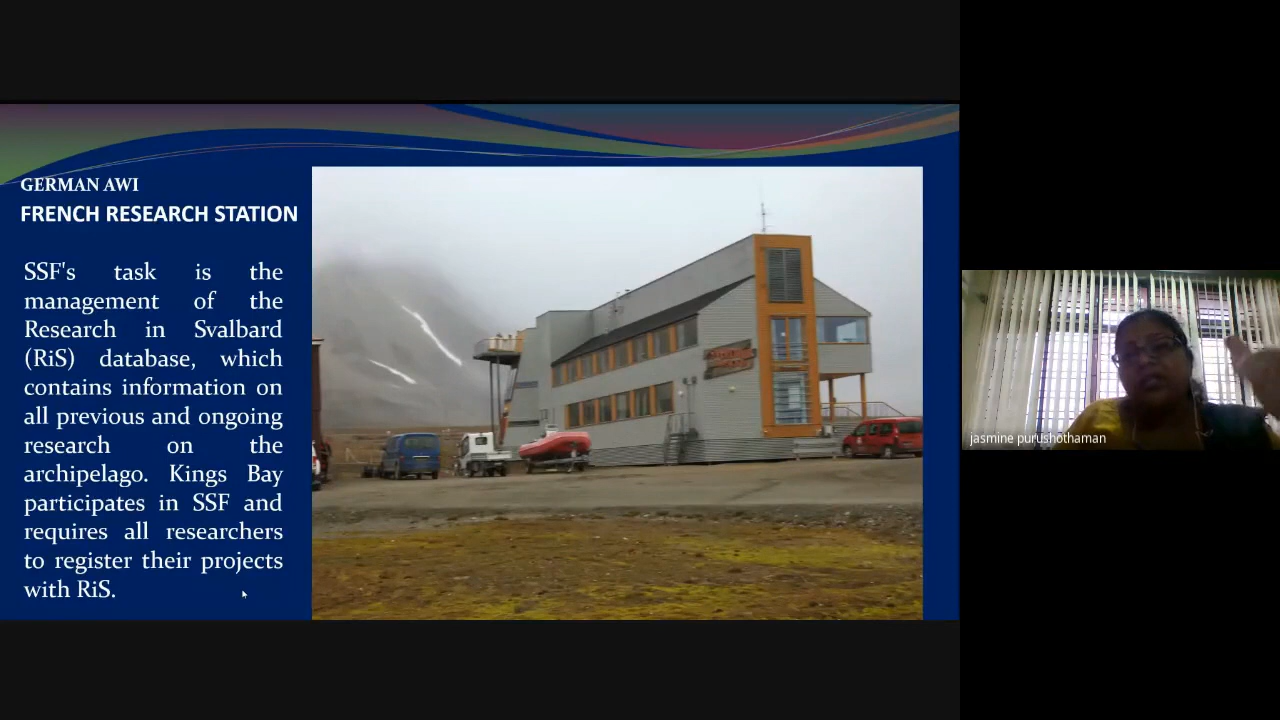 GERMAN AWI
FRENCH RESEARCH STATION
SSF's task is the
management of the
Research in Svalbard
(RiS) database, which
contains information on
all previous and ongoing
research on the
archipelago. Kings Bay
participates in SSF and
requires all researchers
to register their projects
with RiS.
jasmine purushothaman